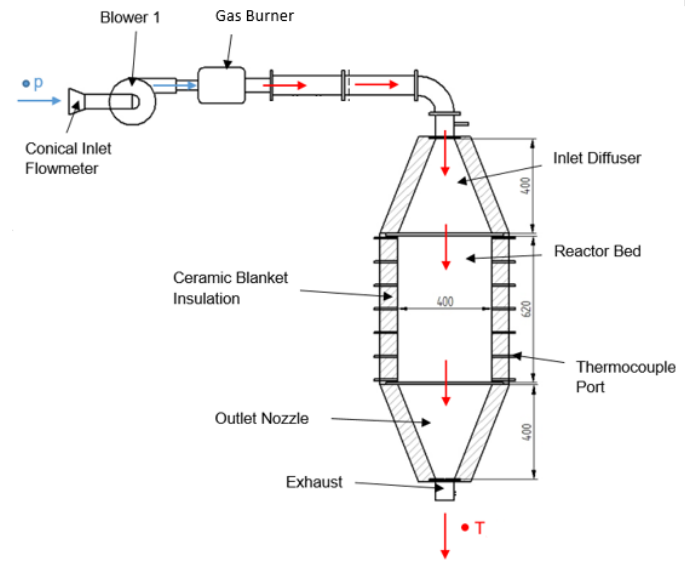 Blower 1
Gas Burner
p
Conical Inlet
Flowmeter
Inlet Diffuser
400
Reactor Bed
Ceramic Blanket
Insulation
400
620
Thermocouple
Port
Outlet Nozzle
400
Exhaust
T